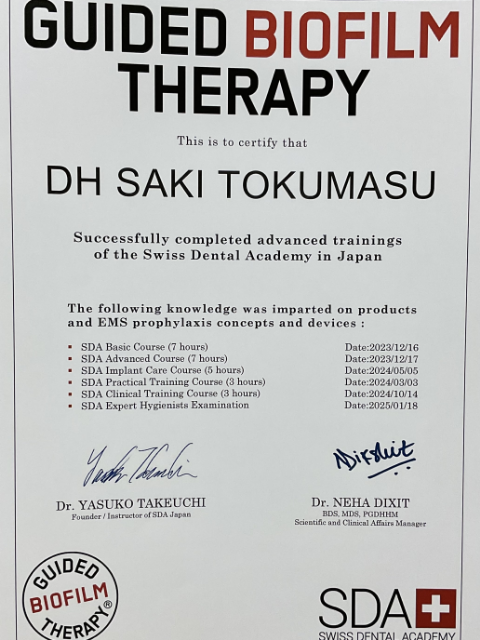 GUIDED BIOFILM
THERAPY
This is to certify that
DH SAKI TOKUMASU
Successfully completed advanced trainings
of the Swiss Dental Academy in Japan
The following knowledge was imparted on products
and EMS prophylaxis concepts and devices :
SDA Basic Course (7 hours) Date:2023/12/16
SDA Advanced Course (7 hours) Date:2023/12/17
SDA Implant Care Course (5 hours) Date:2024/05/05
SDA Practical Training Course (3 hours) Date:2024/03/03
SDA Clinical Training Course (3 hours) Date:2024/10/14
SDA Expert Hygienists Examination Date:2025/01/18
Dr. YASUKO TAKEUCHI
Founder / Instructor of SDA Japan
Dr. NEHA DIXIT
BDS, MDS, PGDHHM
Scientific and Clinical Affairs Manager
GUIDED
BIOFILM
THERAPY®
SDA
SWISS DENTAL ACADEMY